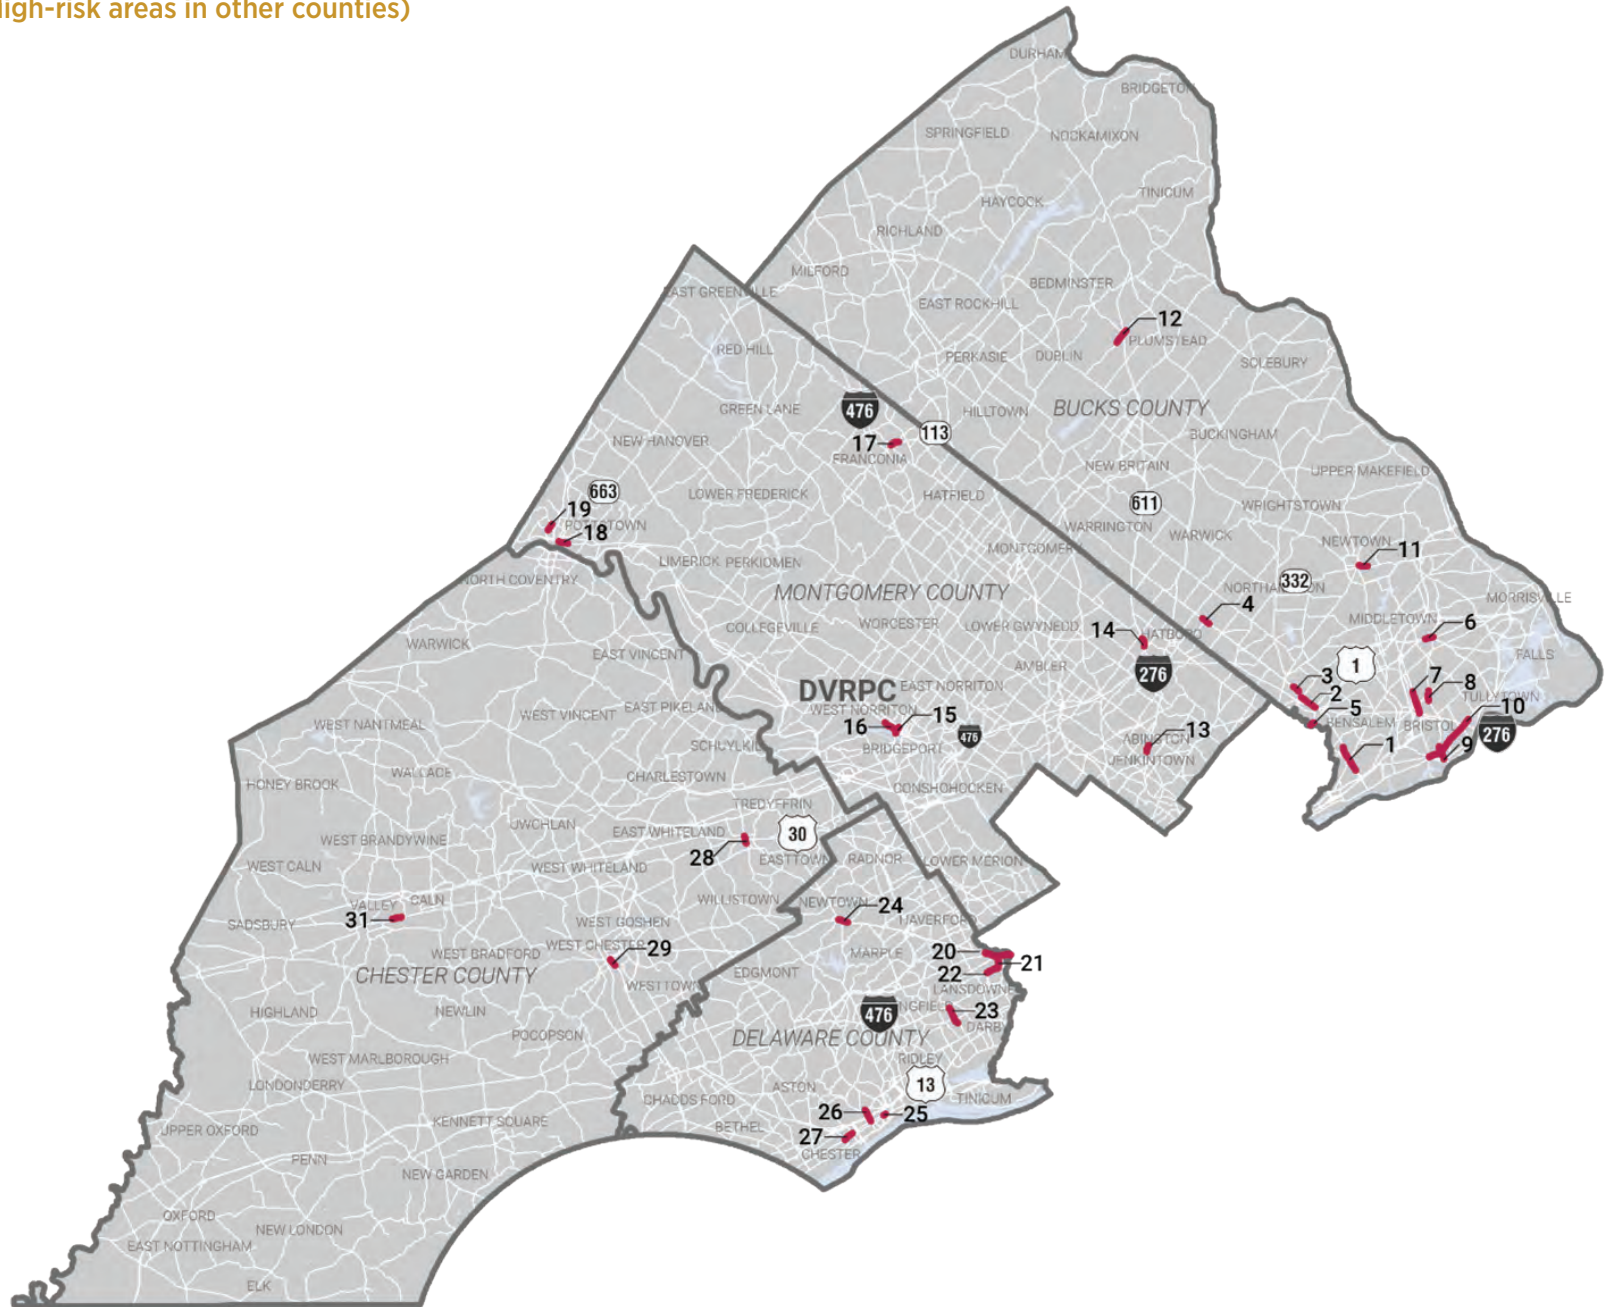 High-risk areas in other counties)
DURHAM
BRIDGETON
SPRINGFIELD
NOCKAMIXON
TINICUM
HAYCOCK
RICHLAND
MILFORD
BEDMINSTER
EAST GREENVILLE
EAST ROCKHILL
12
PLUMSTEAD
RED HILL
PERKASIE
DUBLIN
SOLEBURY
GREEN LANE
476
HILLTOWN
BUCKS COUNTY
113
NEW HANOVER
17
FRANCONIA
BUCKINGHAM
NEW BRITAIN
UPPER MAKEFIELD
663
LOWER FREDERICK
HATFIELD
611
WRIGHTSTOWN
19
POTTSTOWN
18
WARRINGTON
WARWICK
NEWTOWN
11
MONTGOMERY
LIMERICK
PERKIOMEN
NORTH COVENTRY
332
NORTHAMPTON
MONTGOMERY COUNTY
MORRISVILLE
4
MIDDLETOWN
6
COLLEGEVILLE
WORCESTER
LOWER GWYNEDD
14
HATBORO
WARWICK
EAST VINCENT
AMBLER
276
1
FALLS
3
7
8
DVRPC
EAST NORRITON
2
TULLYTOWN
WEST NANTMEAL
WEST VINCENT
EAST PIKELAND
WEST NORRITON
15
16
5
10
BENSALEM
BRISTOL
SCHUYLKILL
BRIDGEPORT
476
ABINGTON
13
276
1
9
JENKINTOWN
HONEY BROOK
WALLACE
CHARLESTOWN
CONSHOHOCKEN
TREDYFFRIN
UWCHLAN
EAST WHITELAND
30
WEST BRANDYWINE
28
EASTTOWN
RADNOR
LOWER MERION
WEST CALN
WEST WHITELAND
VALLEY
CALN
WILLISTOWN
NEWTOWN
24
31
SADSBURY
WEST GOSHEN
HAVERFORD
WEST CHESTER
29
WEST BRADFORD
MARPLE
20
21
CHESTER COUNTY
EDGMONT
22
WESTTOWN
LANSDOWNE
HIGHLAND
NEWLIN
476
NGFIELD
23
DARBY
POCOPSON
DELAWARE COUNTY
WEST MARLBOROUGH
RIDLEY
LONDONDERRY
ASTON
13
CHADDS FORD
TINICUM
26
25
KENNETT SQUARE
BETHEL
UPPER OXFORD
27
CHESTER
PENN
NEW GARDEN
OXFORD
NEW LONDON
EAST NOTTINGHAM
ELK